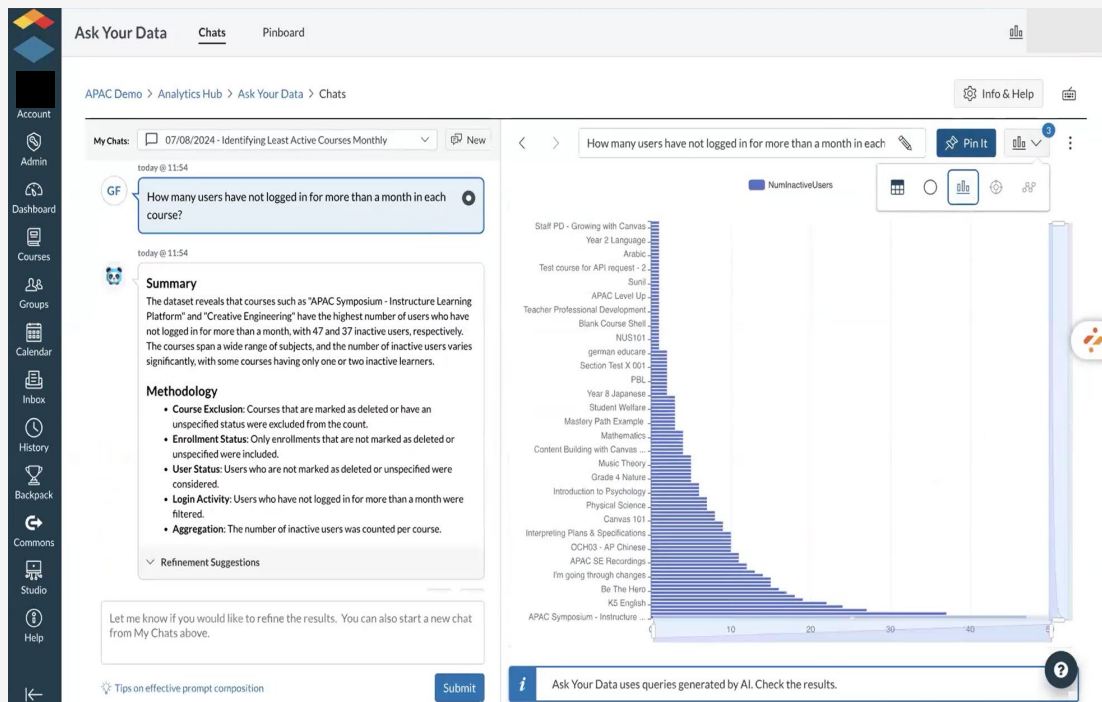 Ask Your Data
Chats
Pinboard
Account
Admin
Dashboard
Courses
Groups
Calendar
Inbox
History
Backpack
Commons
Studio
Help
APAC Demo > Analytics Hub > Ask Your Data > Chats
Info & Help
My Chats:
07/08/2024 - Identifying Least Active Courses Monthly
New
today @ 11:54
GF
How many users have not logged in for more than a month in each
course?
today @ 11:54
Summary
The dataset reveals that courses such as "APAC Symposium - Instructure Learning
Platform" and "Creative Engineering" have the highest number of users who have
not logged in for more than a month, with 47 and 37 inactive users, respectively.
The courses span a wide range of subjects, and the number of inactive users varies
significantly, with some courses having only one or two inactive learners.
Methodology
• Course Exclusion: Courses that are marked as deleted or have an
unspecified status were excluded from the count.
• Enrollment Status: Only enrollments that are not marked as deleted or
unspecified were included.
• User Status: Users who are not marked as deleted or unspecified were
considered.
• Login Activity: Users who have not logged in for more than a month were
filtered.
• Aggregation: The number of inactive users was counted per course.
Refinement Suggestions
Let me know if you would like to refine the results. You can also start a new chat
from My Chats above.
Tips on effective prompt composition
Submit
How many users have not logged in for more than a month in each
Pin It
3
NumInactiveUsers
Staff PD - Growing with Canvas
Year 2 Language
Arabic
Test course for API request - 2
Sunil
APAC Level Up
Teacher Professional Development
Blank Course Shell
NUS101
german educare
Section Test X 001
PBL
Year 8 Japanese
Student Welfare
Mastery Path Example
Mathematics
Content Building with Canvas ...
Music Theory
Grade 4 Nature
Introduction to Psychology
Physical Science
Canvas 101
Interpreting Plans & Specifications
OCH03 - AP Chinese
APAC SE Recordings
I'm going through changes
Be The Hero
K5 English
APAC Symposium - Instructure ...
10 20 30 40
Ask Your Data uses queries generated by AI. Check the results.